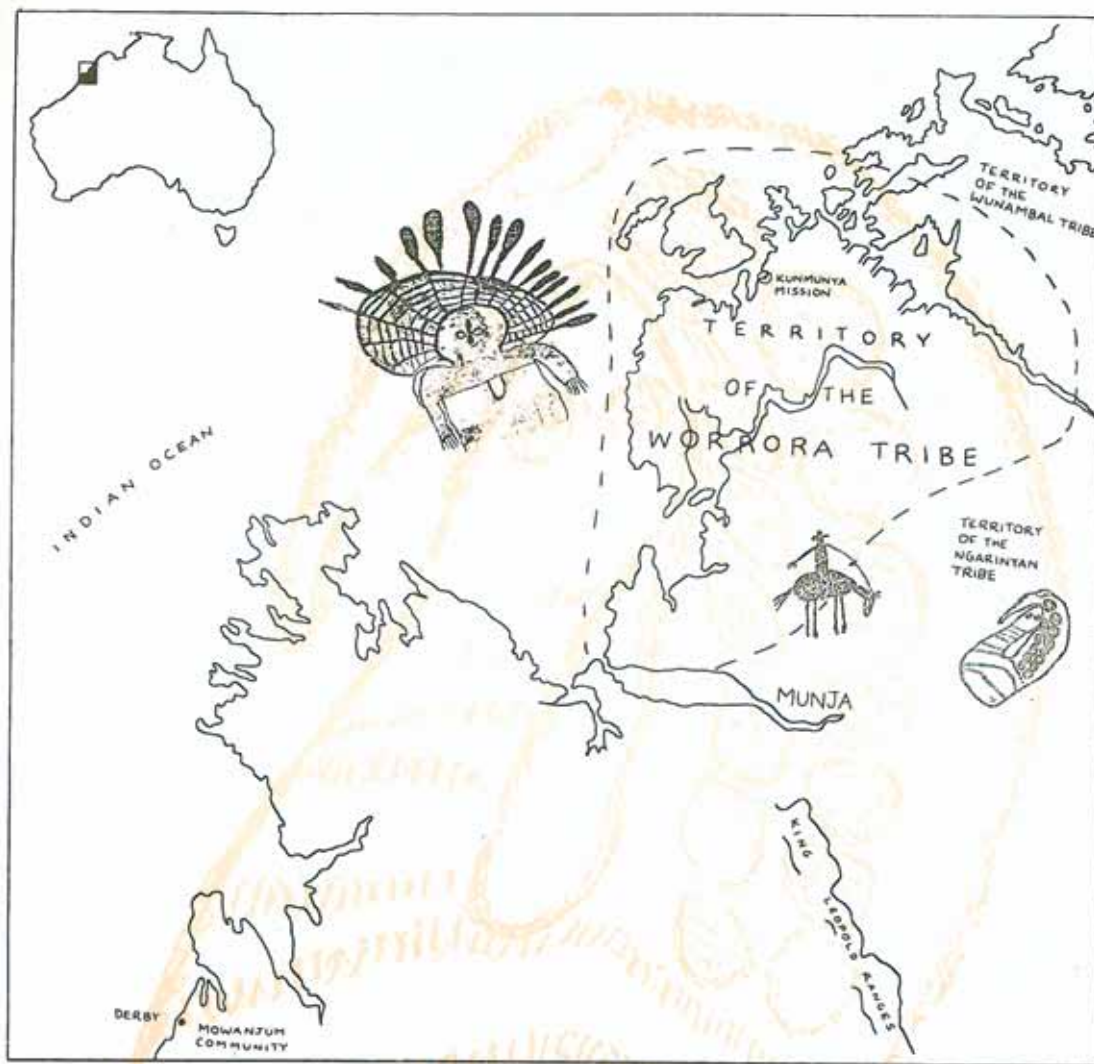 TERRITORY
OF THE
WUNAMBAL TRIBE
KUNMUNYA
MISSION
TERRITORY
OF THE
WORRORA TRIBE
INDIAN OCEAN
TERRITORY
OF THE
NGARINYAN
TRIBE
MUNJA
KING
LEOPOLD
RANGES
DERBY
MOWANJUM
COMMUNITY